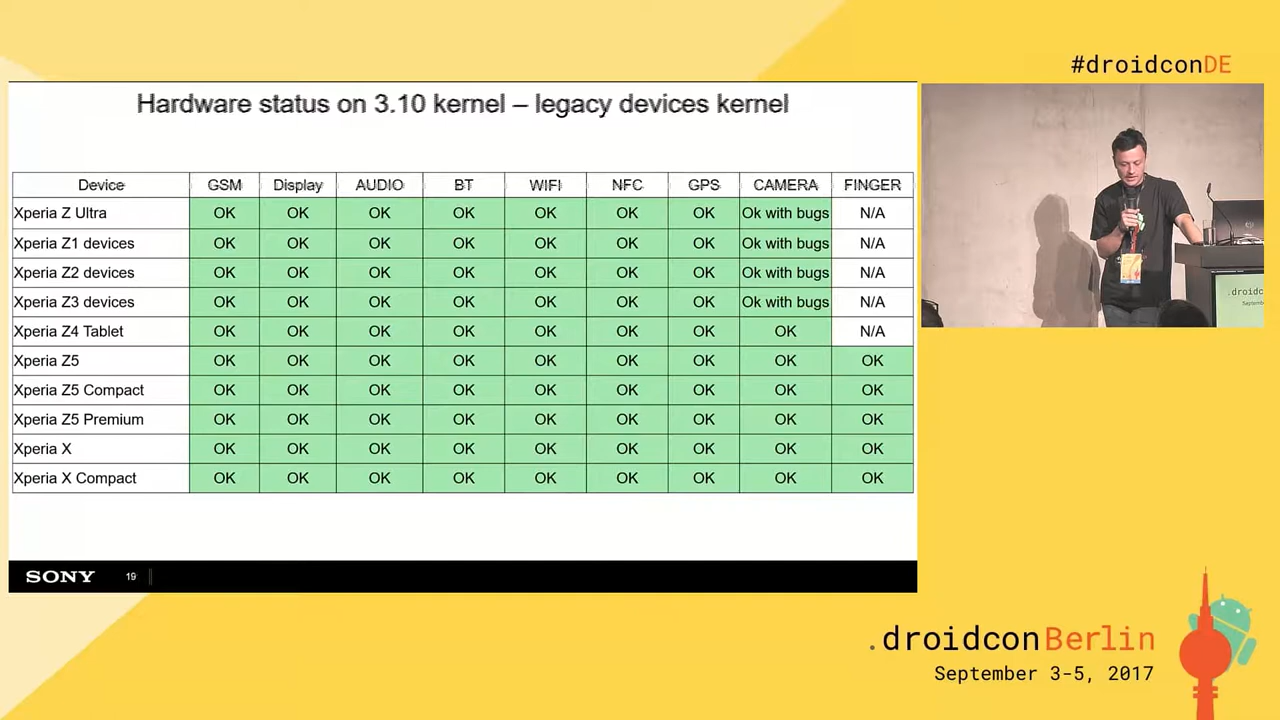 #droidconDE
Hardware status on 3.10 kernel – legacy devices kernel
Device GSM Display AUDIO BT WIFI NFC GPS CAMERA FINGER
Xperia Z Ultra OK OK OK OK OK OK OK Ok with bugs N/A
Xperia Z1 devices OK OK OK OK OK OK OK Ok with bugs N/A
Xperia Z2 devices OK OK OK OK OK OK OK Ok with bugs N/A
Xperia Z3 devices OK OK OK OK OK OK OK Ok with bugs N/A
Xperia Z4 Tablet OK OK OK OK OK OK OK OK N/A
Xperia Z5 OK OK OK OK OK OK OK OK OK
Xperia Z5 Compact OK OK OK OK OK OK OK OK OK
Xperia Z5 Premium OK OK OK OK OK OK OK OK OK
Xperia X OK OK OK OK OK OK OK OK OK
Xperia X Compact OK OK OK OK OK OK OK OK OK
SONY 19
.droidcon Berlin
September 3-5, 2017